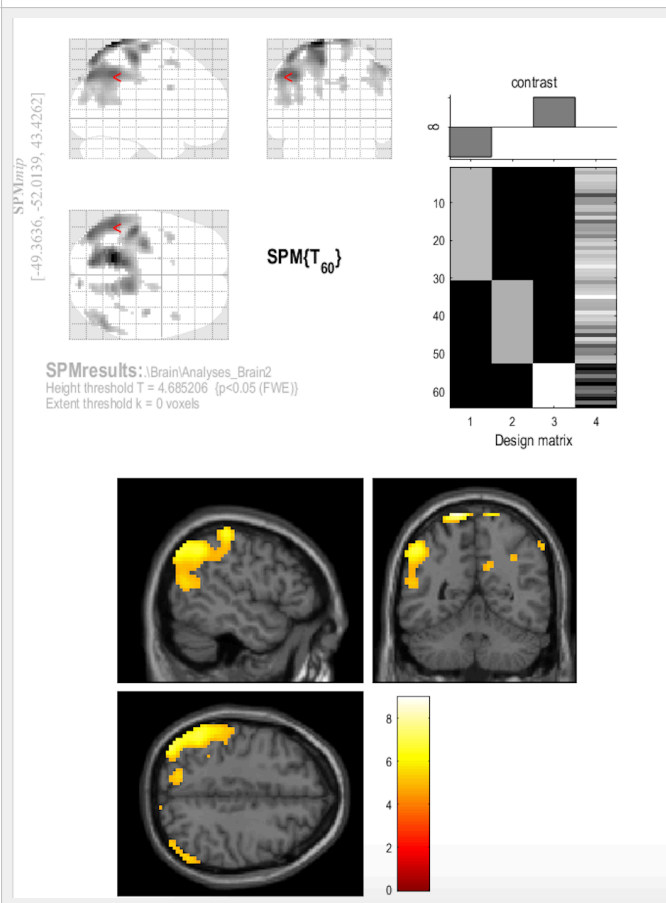 SPMmip
[-49.3636, -52.0139, 43.4262]
SPM{T60}
SPMresults: .\Brain\Analyses_Brain2
Height threshold T = 4.685206 {p<0.05 (FWE)}
Extent threshold k = 0 voxels
contrast
8
10
20
30
40
50
60
1 2 3 4
Design matrix
8
6
4
2
0